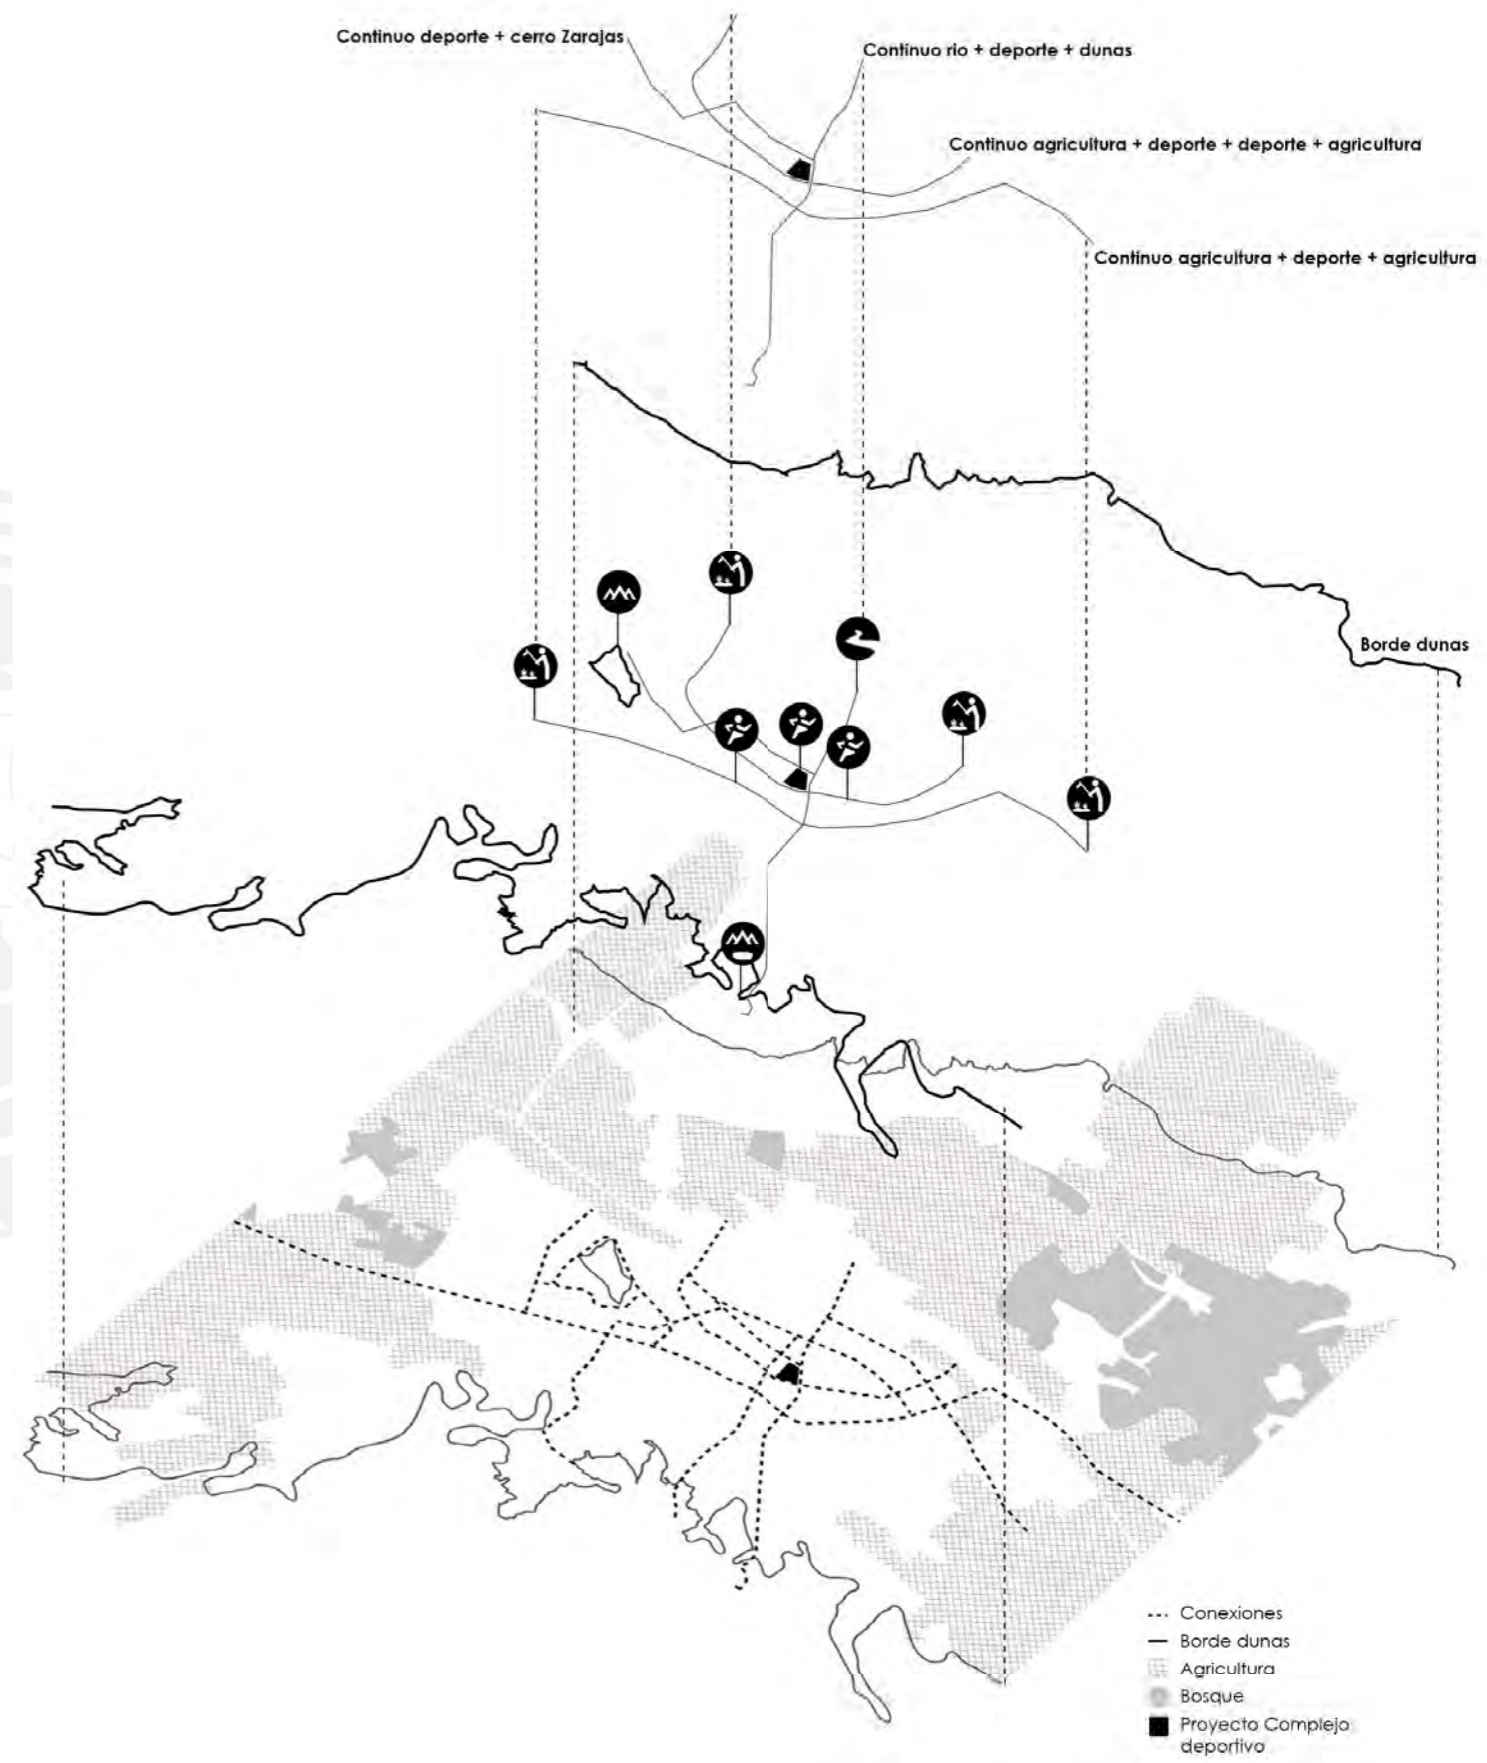 Continuo deporte + cerro Zarajas
Continuo rio + deporte + dunas
Continuo agricultura + deporte + deporte + agricultura
Continuo agricultura + deporte + agricultura
Borde dunas
Conexiones
Borde dunas
Agricultura
Bosque
Proyecto Complejo
deportivo